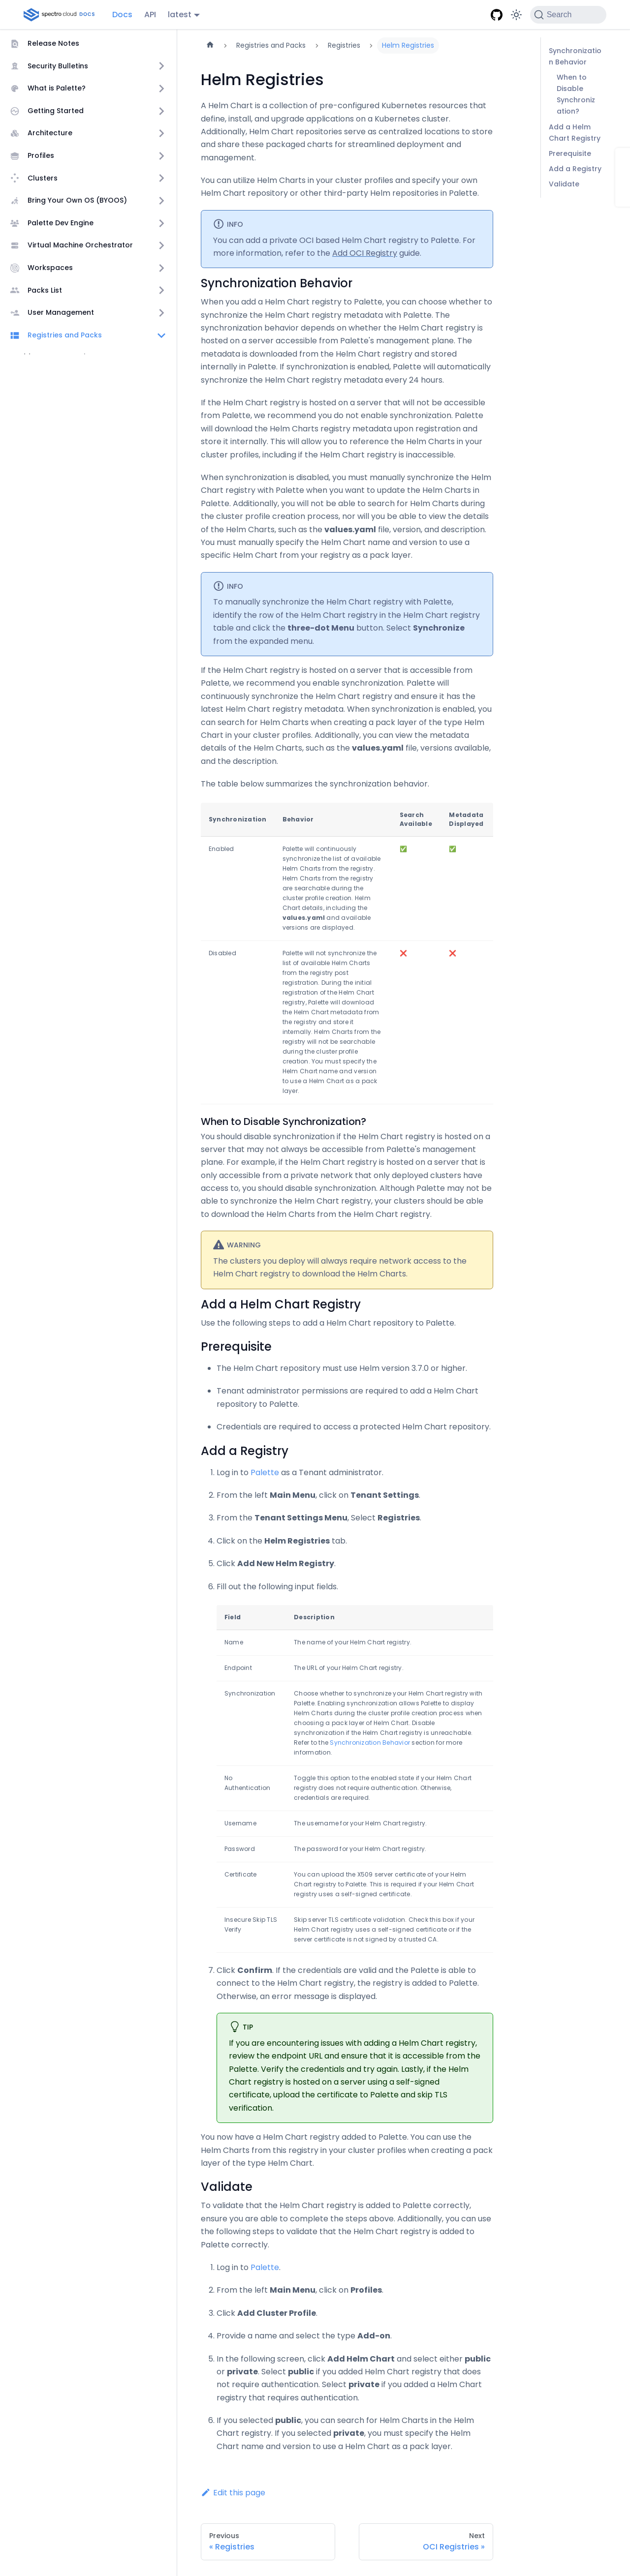 spectro cloud DOCS
Docs
API
latest
Search
Release Notes
Security Bulletins
What is Palette?
Getting Started
Architecture
Profiles
Clusters
Bring Your Own OS (BYOOS)
Palette Dev Engine
Virtual Machine Orchestrator
Workspaces
Packs List
User Management
Registries and Packs
Registries and Packs
Registries
Helm Registries
Helm Registries
A Helm Chart is a collection of pre-configured Kubernetes resources that
define, install, and upgrade applications on a Kubernetes cluster.
Additionally, Helm Chart repositories serve as centralized locations to store
and share these packaged charts for streamlined deployment and
management.
You can utilize Helm Charts in your cluster profiles and specify your own
Helm Chart repository or other third-party Helm repositories in Palette.
INFO
You can add a private OCI based Helm Chart registry to Palette. For
more information, refer to the Add OCI Registry guide.
Synchronization Behavior
When you add a Helm Chart registry to Palette, you can choose whether to
synchronize the Helm Chart registry metadata with Palette. The
synchronization behavior depends on whether the Helm Chart registry is
hosted on a server accessible from Palette's management plane. The
metadata is downloaded from the Helm Chart registry and stored
internally in Palette. If synchronization is enabled, Palette will automatically
synchronize the Helm Chart registry metadata every 24 hours.
If the Helm Chart registry is hosted on a server that will not be accessible
from Palette, we recommend you do not enable synchronization. Palette
will download the Helm Charts registry metadata upon registration and
store it internally. This will allow you to reference the Helm Charts in your
cluster profiles, including if the Helm Chart registry is inaccessible.
When synchronization is disabled, you must manually synchronize the Helm
Chart registry with Palette when you want to update the Helm Charts in
Palette. Additionally, you will not be able to search for Helm Charts during
the cluster profile creation process, nor will you be able to view the details
of the Helm Charts, such as the values.yaml file, version, and description.
You must manually specify the Helm Chart name and version to use a
specific Helm Chart from your registry as a pack layer.
INFO
To manually synchronize the Helm Chart registry with Palette,
identify the row of the Helm Chart registry in the Helm Chart registry
table and click the three-dot Menu button. Select Synchronize
from the expanded menu.
If the Helm Chart registry is hosted on a server that is accessible from
Palette, we recommend you enable synchronization. Palette will
continuously synchronize the Helm Chart registry and ensure it has the
latest Helm Chart registry metadata. When synchronization is enabled, you
can search for Helm Charts when creating a pack layer of the type Helm
Chart in your cluster profiles. Additionally, you can view the metadata
details of the Helm Charts, such as the values.yaml file, versions available,
and the description.
The table below summarizes the synchronization behavior.
Synchronization
Behavior
Search
Available
Metadata
Displayed
Enabled
Palette will continuously
synchronize the list of available
Helm Charts from the registry.
Helm Charts from the registry
are searchable during the
cluster profile creation. Helm
Chart details, including the
values.yaml and available
versions are displayed.
✅
✅
Disabled
Palette will not synchronize the
list of available Helm Charts
from the registry post
registration. During the initial
registration of the Helm Chart
registry, Palette will download
the Helm Chart metadata from
the registry and store it
internally. Helm Charts from the
registry will not be searchable
during the cluster profile
creation. You must specify the
Helm Chart name and version
to use a Helm Chart as a pack
layer.
❌
❌
When to Disable Synchronization?
You should disable synchronization if the Helm Chart registry is hosted on a
server that may not always be accessible from Palette's management
plane. For example, if the Helm Chart registry is hosted on a server that is
only accessible from a private network that only deployed clusters have
access to, you should disable synchronization. Although Palette may not be
able to synchronize the Helm Chart registry, your clusters should be able
to download the Helm Charts from the Helm Chart registry.
WARNING
The clusters you deploy will always require network access to the
Helm Chart registry to download the Helm Charts.
Add a Helm Chart Registry
Use the following steps to add a Helm Chart repository to Palette.
Prerequisite
• The Helm Chart repository must use Helm version 3.7.0 or higher.
• Tenant administrator permissions are required to add a Helm Chart
repository to Palette.
• Credentials are required to access a protected Helm Chart repository.
Add a Registry
1. Log in to Palette as a Tenant administrator.
2. From the left Main Menu, click on Tenant Settings.
3. From the Tenant Settings Menu, Select Registries.
4. Click on the Helm Registries tab.
5. Click Add New Helm Registry.
6. Fill out the following input fields.
Field
Description
Name
The name of your Helm Chart registry.
Endpoint
The URL of your Helm Chart registry.
Synchronization
Choose whether to synchronize your Helm Chart registry with
Palette. Enabling synchronization allows Palette to display
Helm Charts during the cluster profile creation process when
choosing a pack layer of Helm Chart. Disable
synchronization if the Helm Chart registry is unreachable.
Refer to the Synchronization Behavior section for more
information.
No
Authentication
Toggle this option to the enabled state if your Helm Chart
registry does not require authentication. Otherwise,
credentials are required.
Username
The username for your Helm Chart registry.
Password
The password for your Helm Chart registry.
Certificate
You can upload the X509 server certificate of your Helm
Chart registry to Palette. This is required if your Helm Chart
registry uses a self-signed certificate.
Insecure Skip TLS
Verify
Skip server TLS certificate validation. Check this box if your
Helm Chart registry uses a self-signed certificate or if the
server certificate is not signed by a trusted CA.
7. Click Confirm. If the credentials are valid and the Palette is able to
connect to the Helm Chart registry, the registry is added to Palette.
Otherwise, an error message is displayed.
TIP
If you are encountering issues with adding a Helm Chart registry,
review the endpoint URL and ensure that it is accessible from the
Palette. Verify the credentials and try again. Lastly, if the Helm
Chart registry is hosted on a server using a self-signed
certificate, upload the certificate to Palette and skip TLS
verification.
You now have a Helm Chart registry added to Palette. You can use the
Helm Charts from this registry in your cluster profiles when creating a pack
layer of the type Helm Chart.
Validate
To validate that the Helm Chart registry is added to Palette correctly,
ensure you are able to complete the steps above. Additionally, you can use
the following steps to validate that the Helm Chart registry is added to
Palette correctly.
1. Log in to Palette.
2. From the left Main Menu, click on Profiles.
3. Click Add Cluster Profile.
4. Provide a name and select the type Add-on.
5. In the following screen, click Add Helm Chart and select either public
or private. Select public if you added Helm Chart registry that does
not require authentication. Select private if you added a Helm Chart
registry that requires authentication.
6. If you selected public, you can search for Helm Charts in the Helm
Chart registry. If you selected private, you must specify the Helm
Chart name and version to use a Helm Chart as a pack layer.
Edit this page
Previous
« Registries
Next
OCI Registries »
Synchronizatio
n Behavior
When to
Disable
Synchroniz
ation?
Add a Helm
Chart Registry
Prerequisite
Add a Registry
Validate